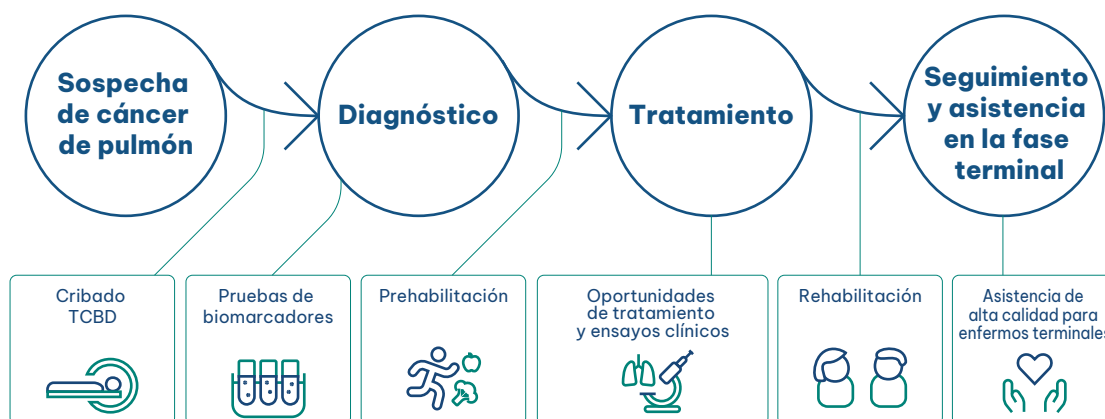 Sospecha
de cáncer
de pulmón
Diagnóstico
Tratamiento
Seguimiento
y asistencia
en la fase
terminal
Cribado
TCBD
Pruebas de
biomarcadores
Prehabilitación
Oportunidades
de tratamiento
y ensayos clínicos
Rehabilitación
Asistencia de
alta calidad para
enfermos terminales